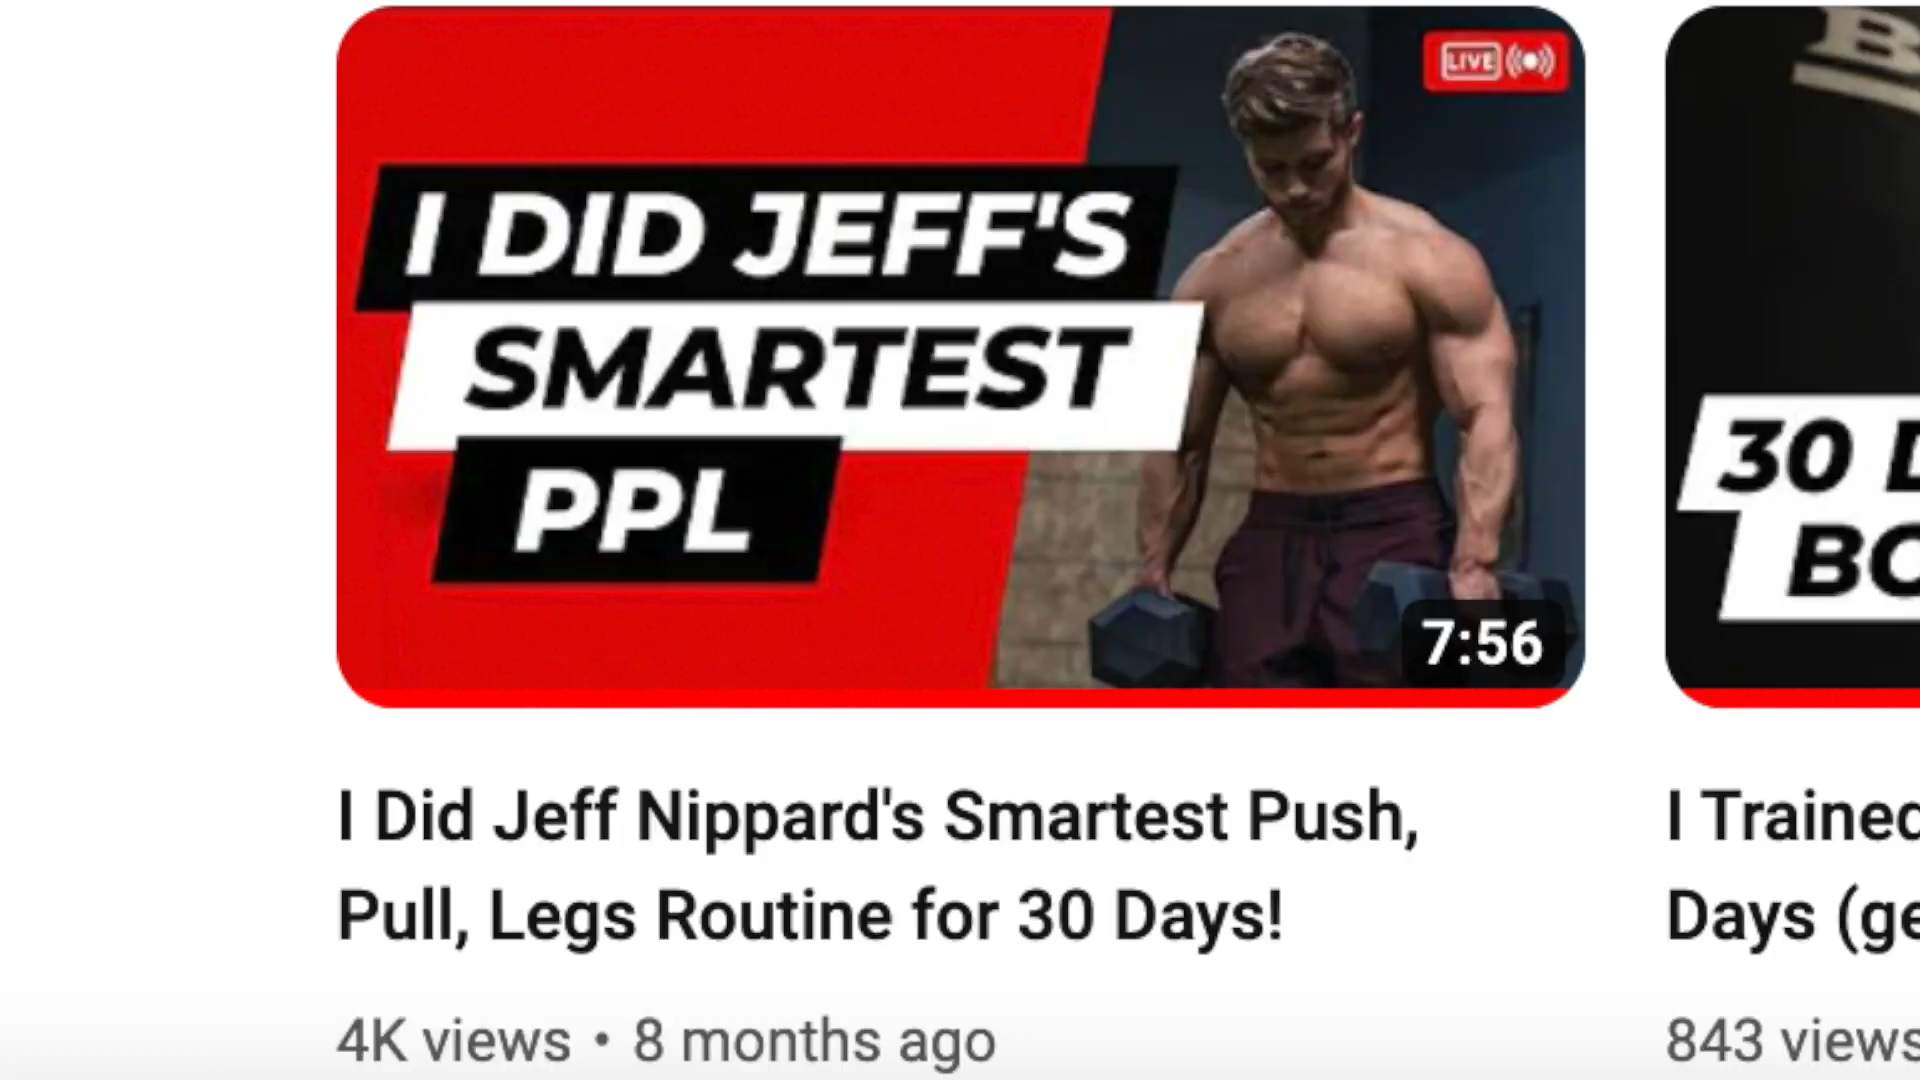 LIVE
I DID JEFF'S
SMARTEST
PPL
7:56
I Did Jeff Nippard's Smartest Push,
Pull, Legs Routine for 30 Days!
4K views • 8 months ago
30
I Trained
Days
843 views